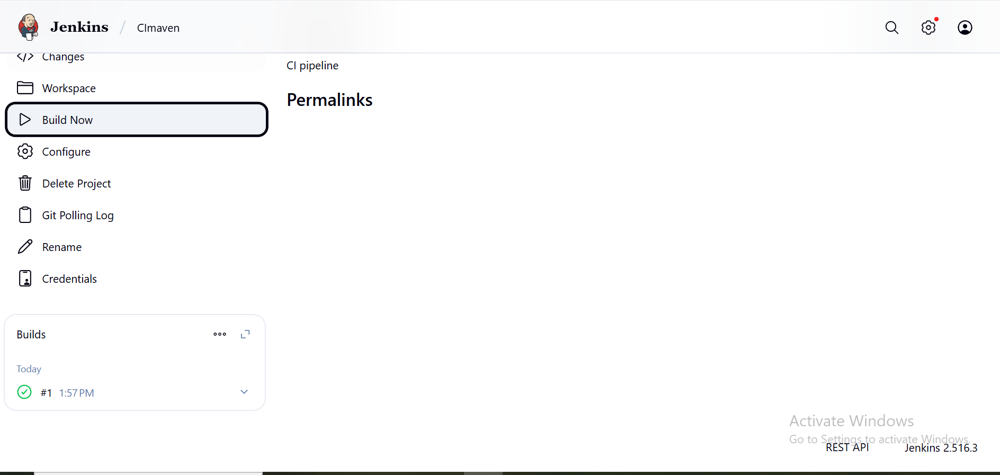 Jenkins / CImaven
Changes
CI pipeline
Workspace
Permalinks
Build Now
Configure
Delete Project
Git Polling Log
Rename
Credentials
Builds
Today
#1 1:57 PM
Activate Windows
Go to Settings to activate Windows.
REST API
Jenkins 2.516.3